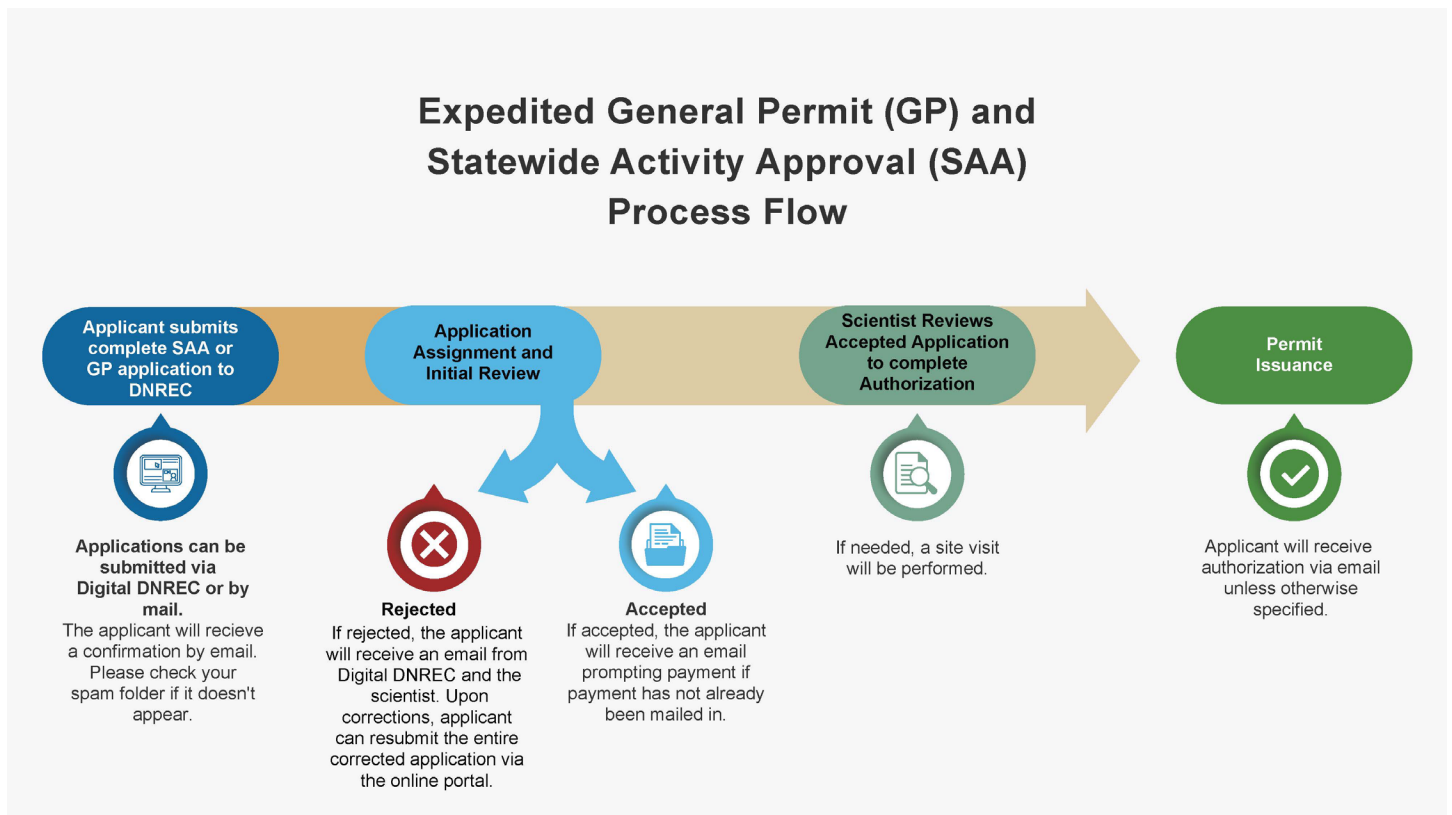 Expedited General Permit (GP) and
Statewide Activity Approval (SAA)
Process Flow
Applicant submits
complete SAA or
GP application to
DNREC
Applications can be
submitted via
Digital DNREC or by
mail.
The applicant will recieve
a confirmation by email.
Please check your
spam folder if it doesn't
appear.
Application
Assignment and
Initial Review
Rejected
If rejected, the applicant
will receive an email from
Digital DNREC and the
scientist. Upon
corrections, applicant
can resubmit the entire
corrected application via
the online portal.
Accepted
If accepted, the applicant
will receive an email
prompting payment if
payment has not already
been mailed in.
Scientist Reviews
Accepted Application
to complete
Authorization
If needed, a site visit
will be performed.
Permit
Issuance
Applicant will receive
authorization via email
unless otherwise
specified.